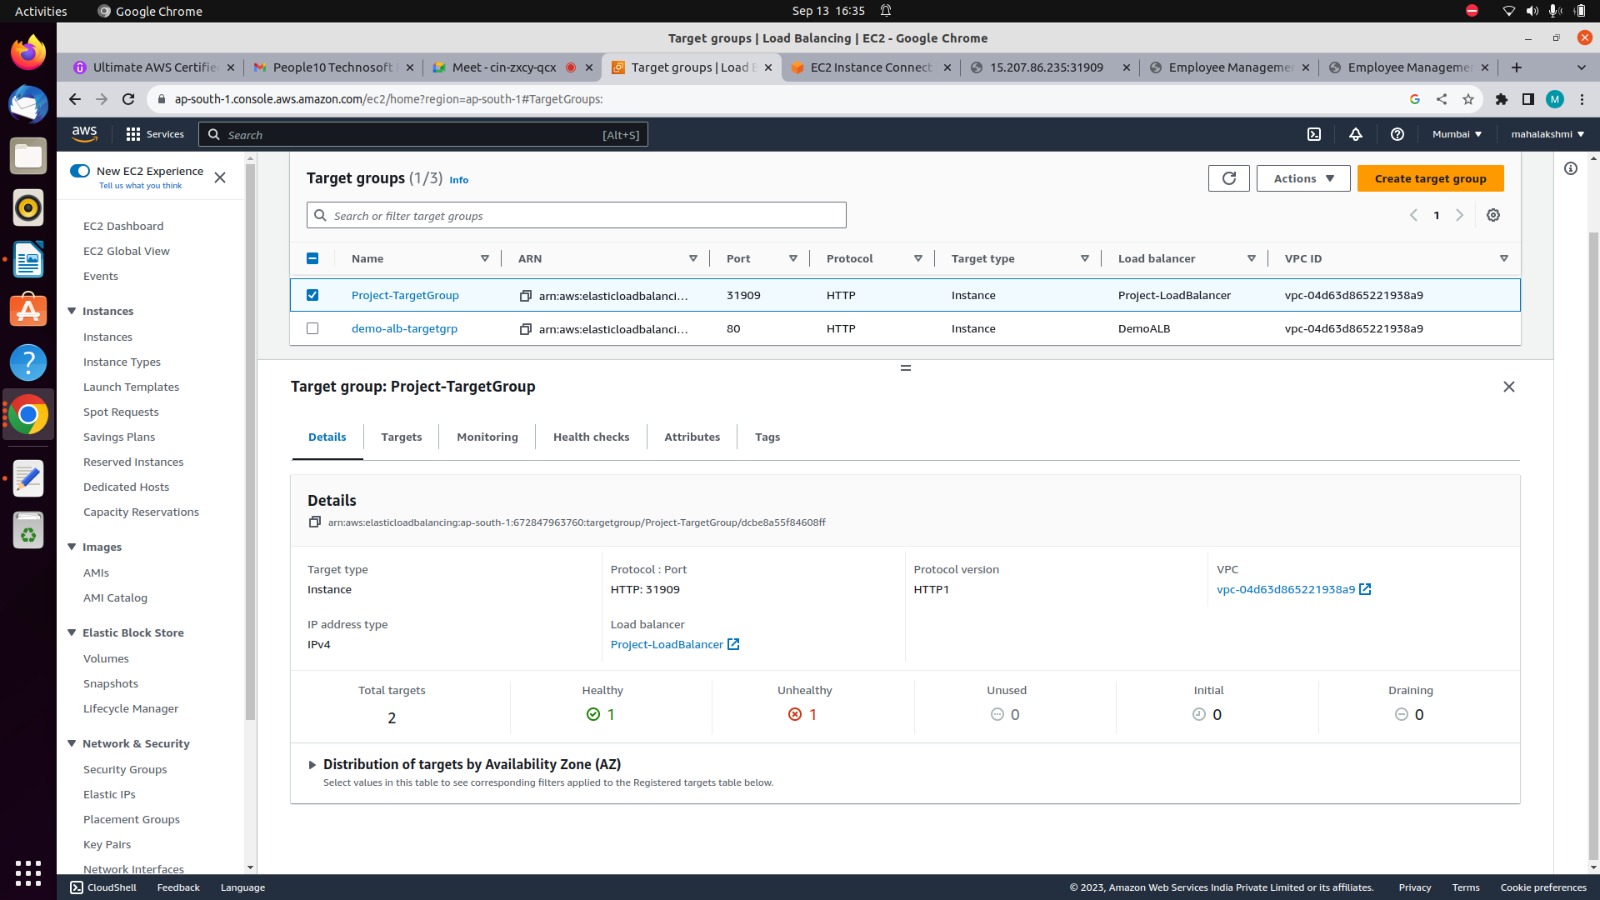 Activities
Google Chrome
Sep 13 16:35
Target groups | Load Balancing | EC2 - Google Chrome
Ultimate AWS Certifie
People10 Technosoft
Meet - cin-zxcy-qcx
Target groups | Load B
EC2 Instance Connect
15.207.86.235:31909
Employee Manageme
Employee Manageme
ap-south-1.console.aws.amazon.com/ec2/home?region=ap-south-1#TargetGroups:
M
aws
Services
Search
[Alt+S]
Mumbai
mahalakshmi
New EC2 Experience
Tell us what you think
EC2 Dashboard
EC2 Global View
Events
Instances
Instances
Instance Types
Launch Templates
Spot Requests
Savings Plans
Reserved Instances
Dedicated Hosts
Capacity Reservations
Images
AMIs
AMI Catalog
Elastic Block Store
Volumes
Snapshots
Lifecycle Manager
Network & Security
Security Groups
Elastic IPs
Placement Groups
Key Pairs
Network Interfaces
Target groups (1/3) Info
Actions
Create target group
Search or filter target groups
1
Name ARN Port Protocol Target type Load balancer VPC ID
Project-TargetGroup arn:aws:elasticloadbalanci... 31909 HTTP Instance Project-LoadBalancer vpc-04d63d865221938a9
demo-alb-targetgrp arn:aws:elasticloadbalanci... 80 HTTP Instance DemoALB vpc-04d63d865221938a9
Target group: Project-TargetGroup
Details Targets Monitoring Health checks Attributes Tags
Details
arn:aws:elasticloadbalancing:ap-south-1:672847963760:targetgroup/Project-TargetGroup/dcbe8a55f84608ff
Target type
Instance
Protocol : Port
HTTP: 31909
Protocol version
HTTP1
VPC
vpc-04d63d865221938a9
IP address type
IPv4
Load balancer
Project-LoadBalancer
Total targets
2
Healthy
1
Unhealthy
1
Unused
0
Initial
0
Draining
0
Distribution of targets by Availability Zone (AZ)
Select values in this table to see corresponding filters applied to the Registered targets table below.
CloudShell
Feedback
Language
© 2023, Amazon Web Services India Private Limited or its affiliates.
Privacy
Terms
Cookie preferences